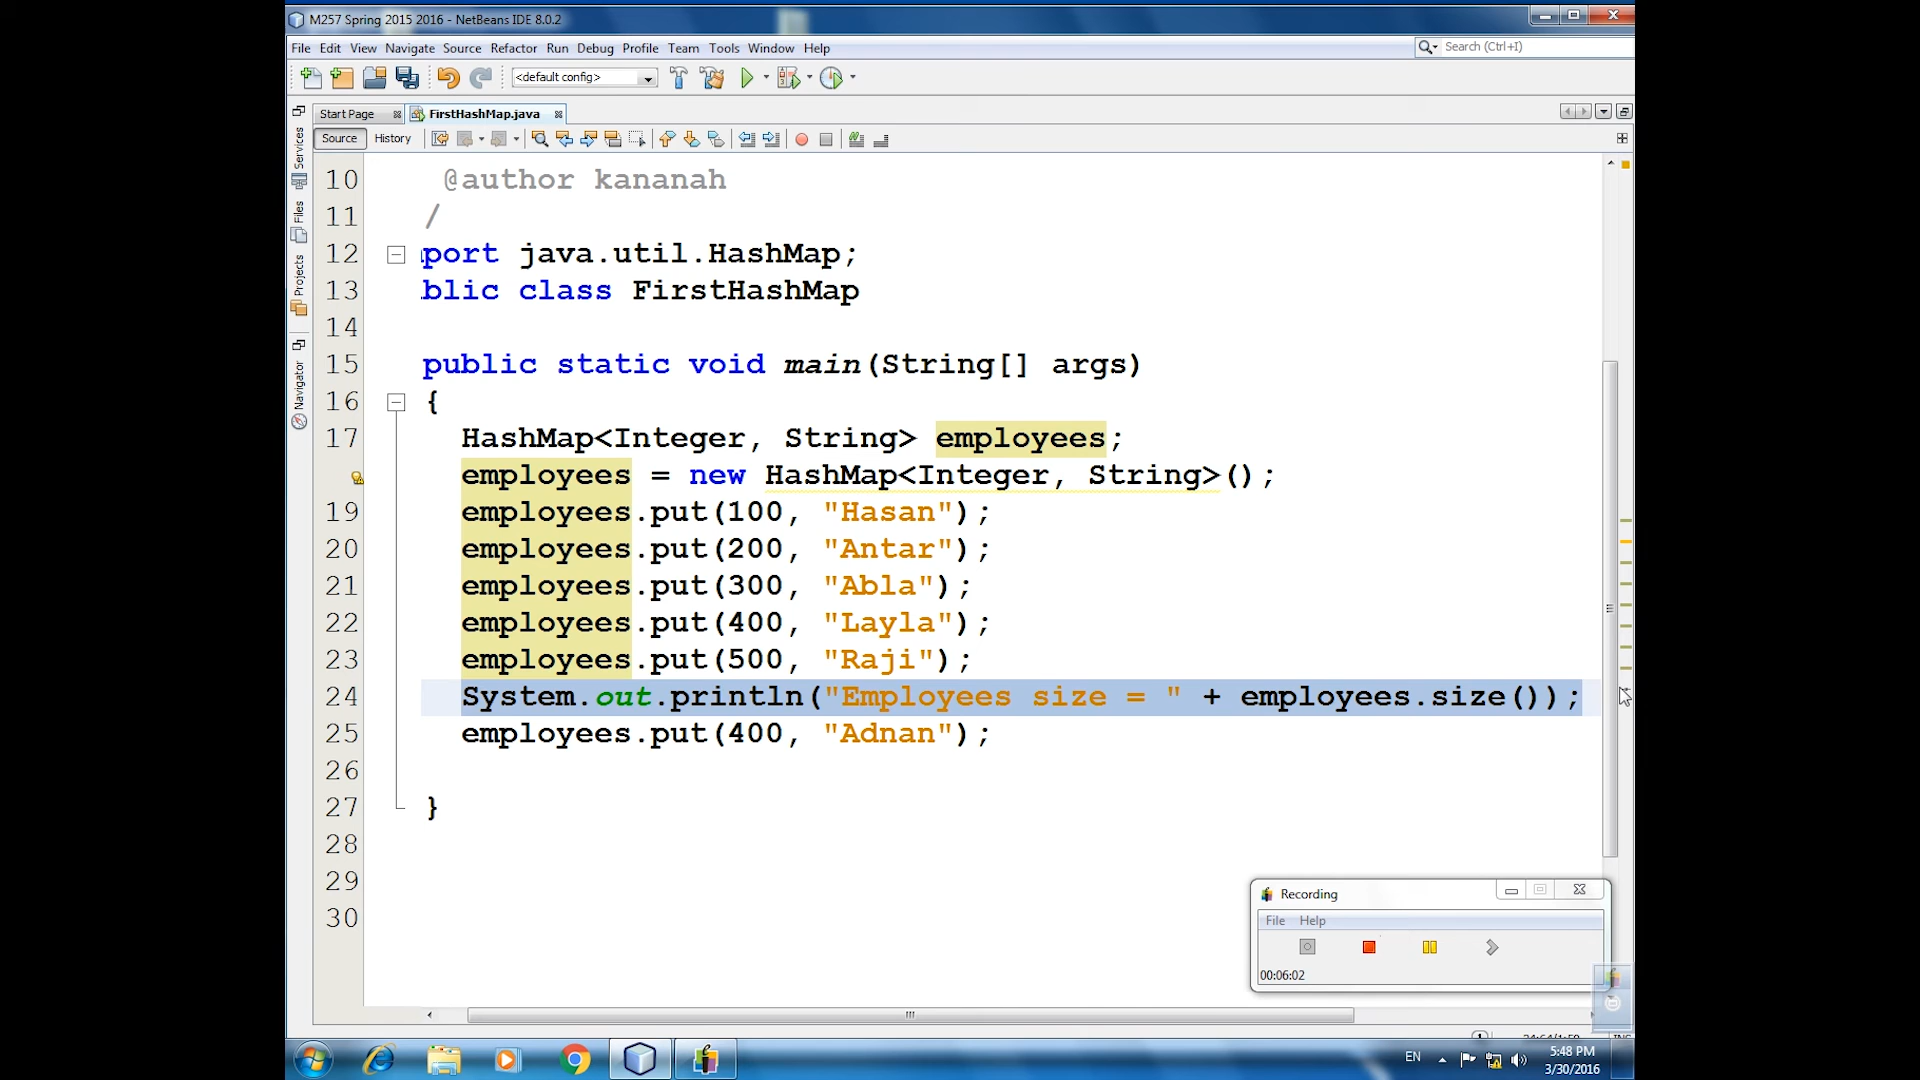 M257 Spring 2015 2016 - NetBeans IDE 8.0.2
File Edit View Navigate Source Refactor Run Debug Profile Team Tools Window Help
Search (Ctrl+I)
<default config>
Start Page
FirstHashMap.java
Source History
Services
Files
Projects
Navigator
10 @author kananah
11 /
12 port java.util.HashMap;
13 blic class FirstHashMap
14
15 public static void main(String[] args)
16 {
17 HashMap<Integer, String> employees;
employees = new HashMap<Integer, String>();
19 employees.put(100, "Hasan");
20 employees.put(200, "Antar");
21 employees.put(300, "Abla");
22 employees.put(400, "Layla");
23 employees.put(500, "Raji");
24 System.out.println("Employees size = " + employees.size());
25 employees.put(400, "Adnan");
26
27 }
28
29
30
Recording
File Help
00:06:02
EN
5:48 PM
3/30/2016